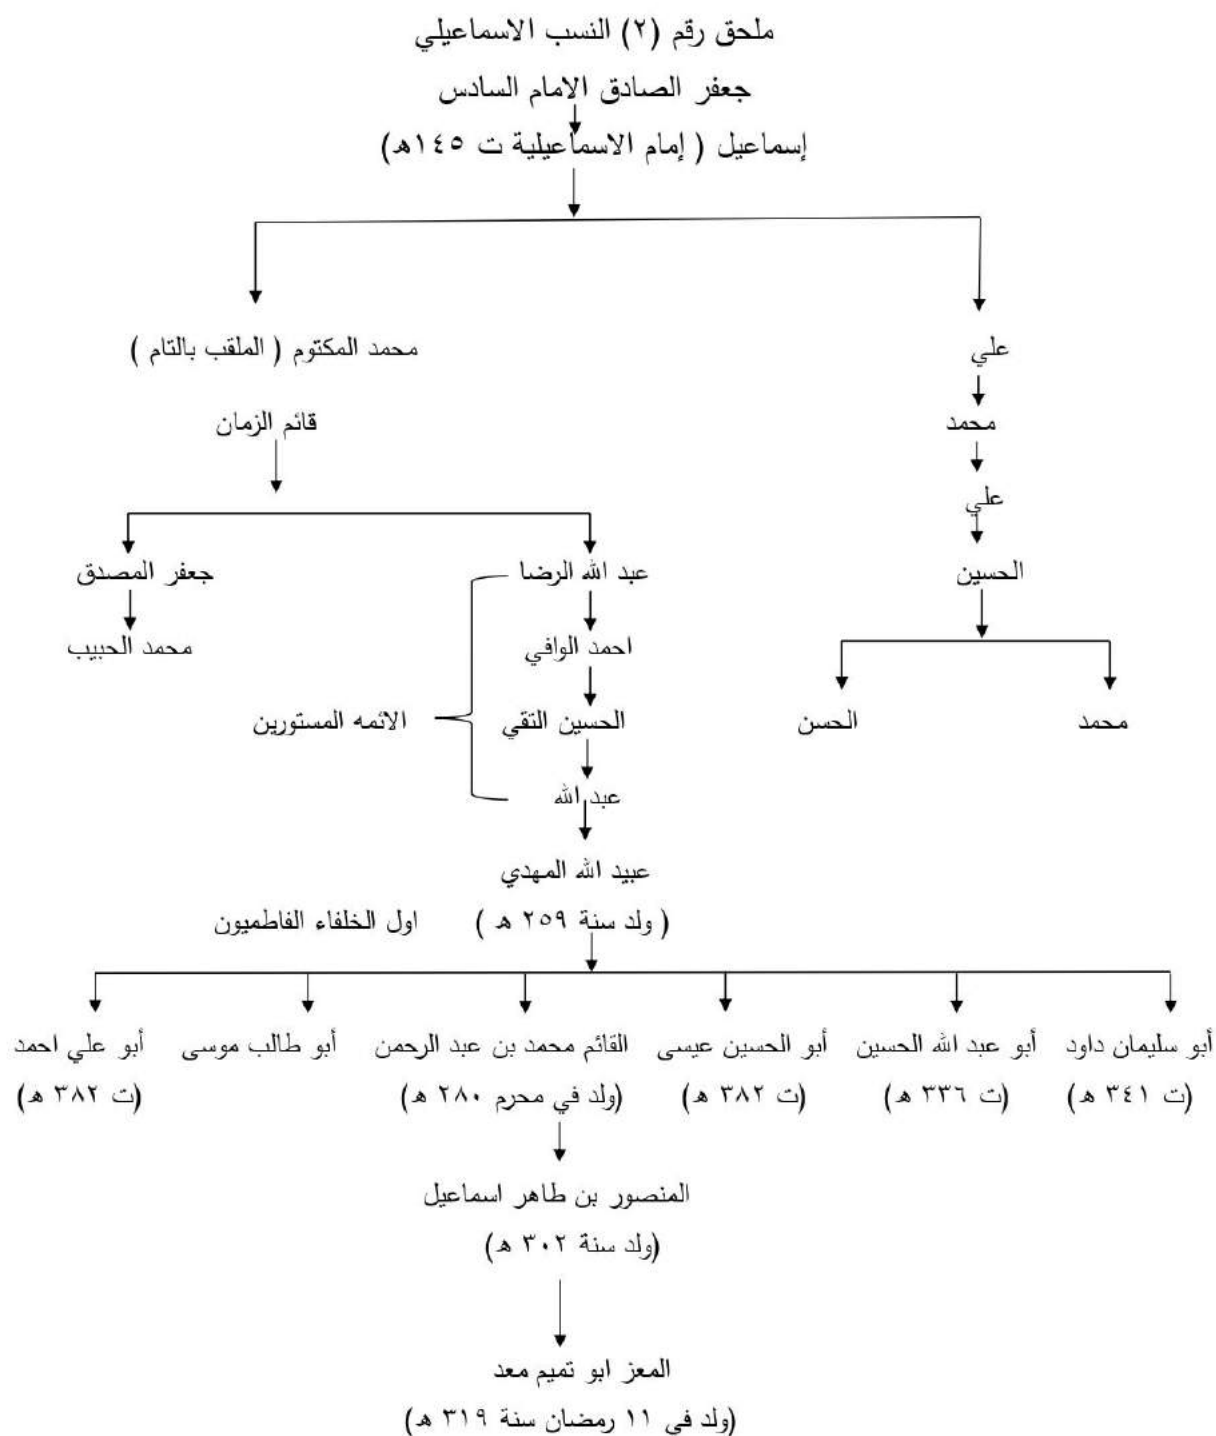 ملحق رقم (٢) النسب الاسماعيلي
جعفر الصادق الامام السادس
إسماعيل ( إمام الاسماعيلية ت ١٤٥هـ)
علي
محمد المكتوم ( الملقب بالتام )
محمد
قائم الزمان
علي
الحسين
عبد الله الرضا
جعفر المصدق
احمد الوافي
محمد الحبيب
محمد
الحسن
الحسين التقي
الائمه المستورين
عبد الله
عبيد الله المهدي
( ولد سنة ٢٥٩ هـ )
اول الخلفاء الفاطميون
أبو سليمان داود
أبو عبد الله الحسين
أبو الحسين عيسى
القائم محمد بن عبد الرحمن
أبو طالب موسى
أبو علي احمد
(ت ٣٤١ هـ)
(ت ٣٣٦ هـ)
(ت ٣٨٢ هـ)
(ولد في محرم ٢٨٠ هـ)
(ت ٣٨٢ هـ)
المنصور بن طاهر اسماعيل
(ولد سنة ٣٠٢ هـ)
المعز ابو تميم معد
(ولد في ١١ رمضان سنة ٣١٩ هـ)